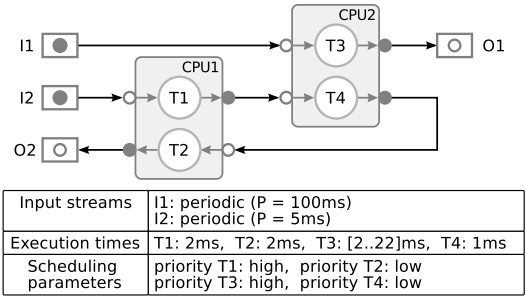 CPU2
I1
T3
O1
CPU1
I2
T1
T4
O2
T2
Input streams
I1: periodic (P = 100ms)
I2: periodic (P = 5ms)
Execution times
T1: 2ms, T2: 2ms, T3: [2..22]ms, T4: 1ms
Scheduling
parameters
priority T1: high, priority T2: low
priority T3: high, priority T4: low